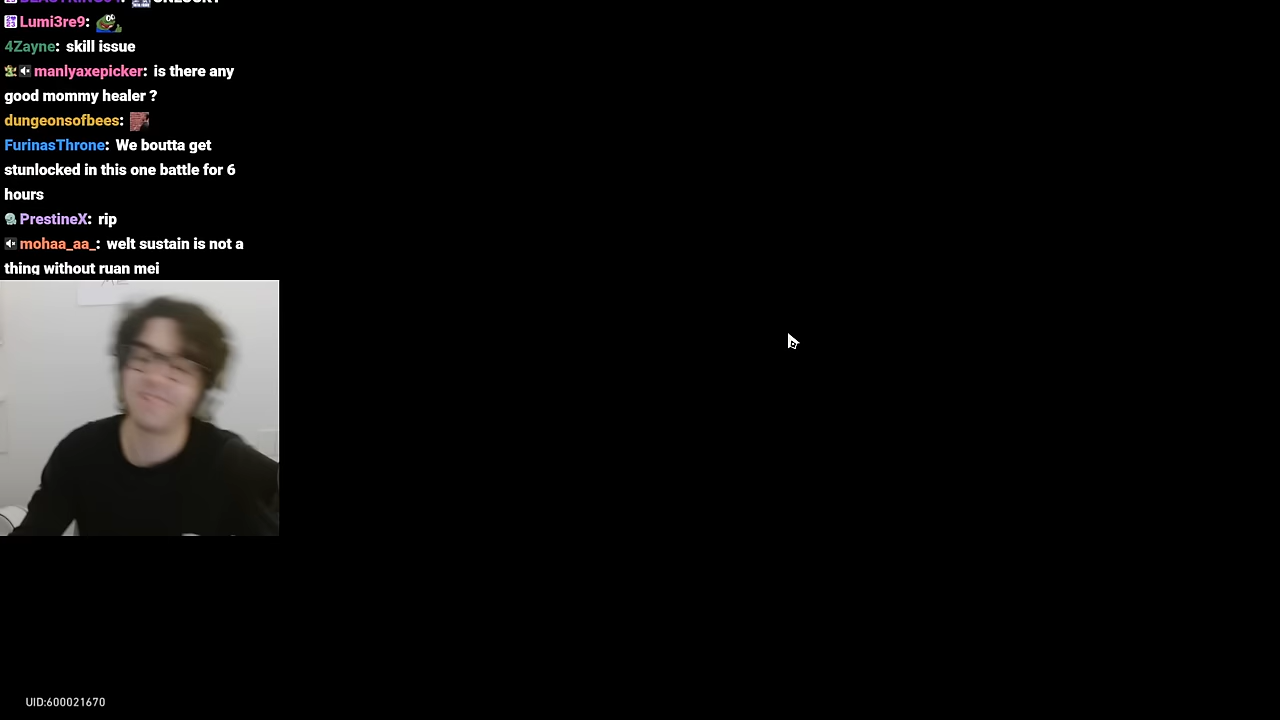 Lumi3re9:
4Zayne: skill issue
manlyaxepicker: is there any
good mommy healer ?
dungeonsofbees:
FurinasThrone: We boutta get
stunlocked in this one battle for 6
hours
PrestineX: rip
mohaa_aa_: welt sustain is not a
thing without ruan mei
UID:600021670